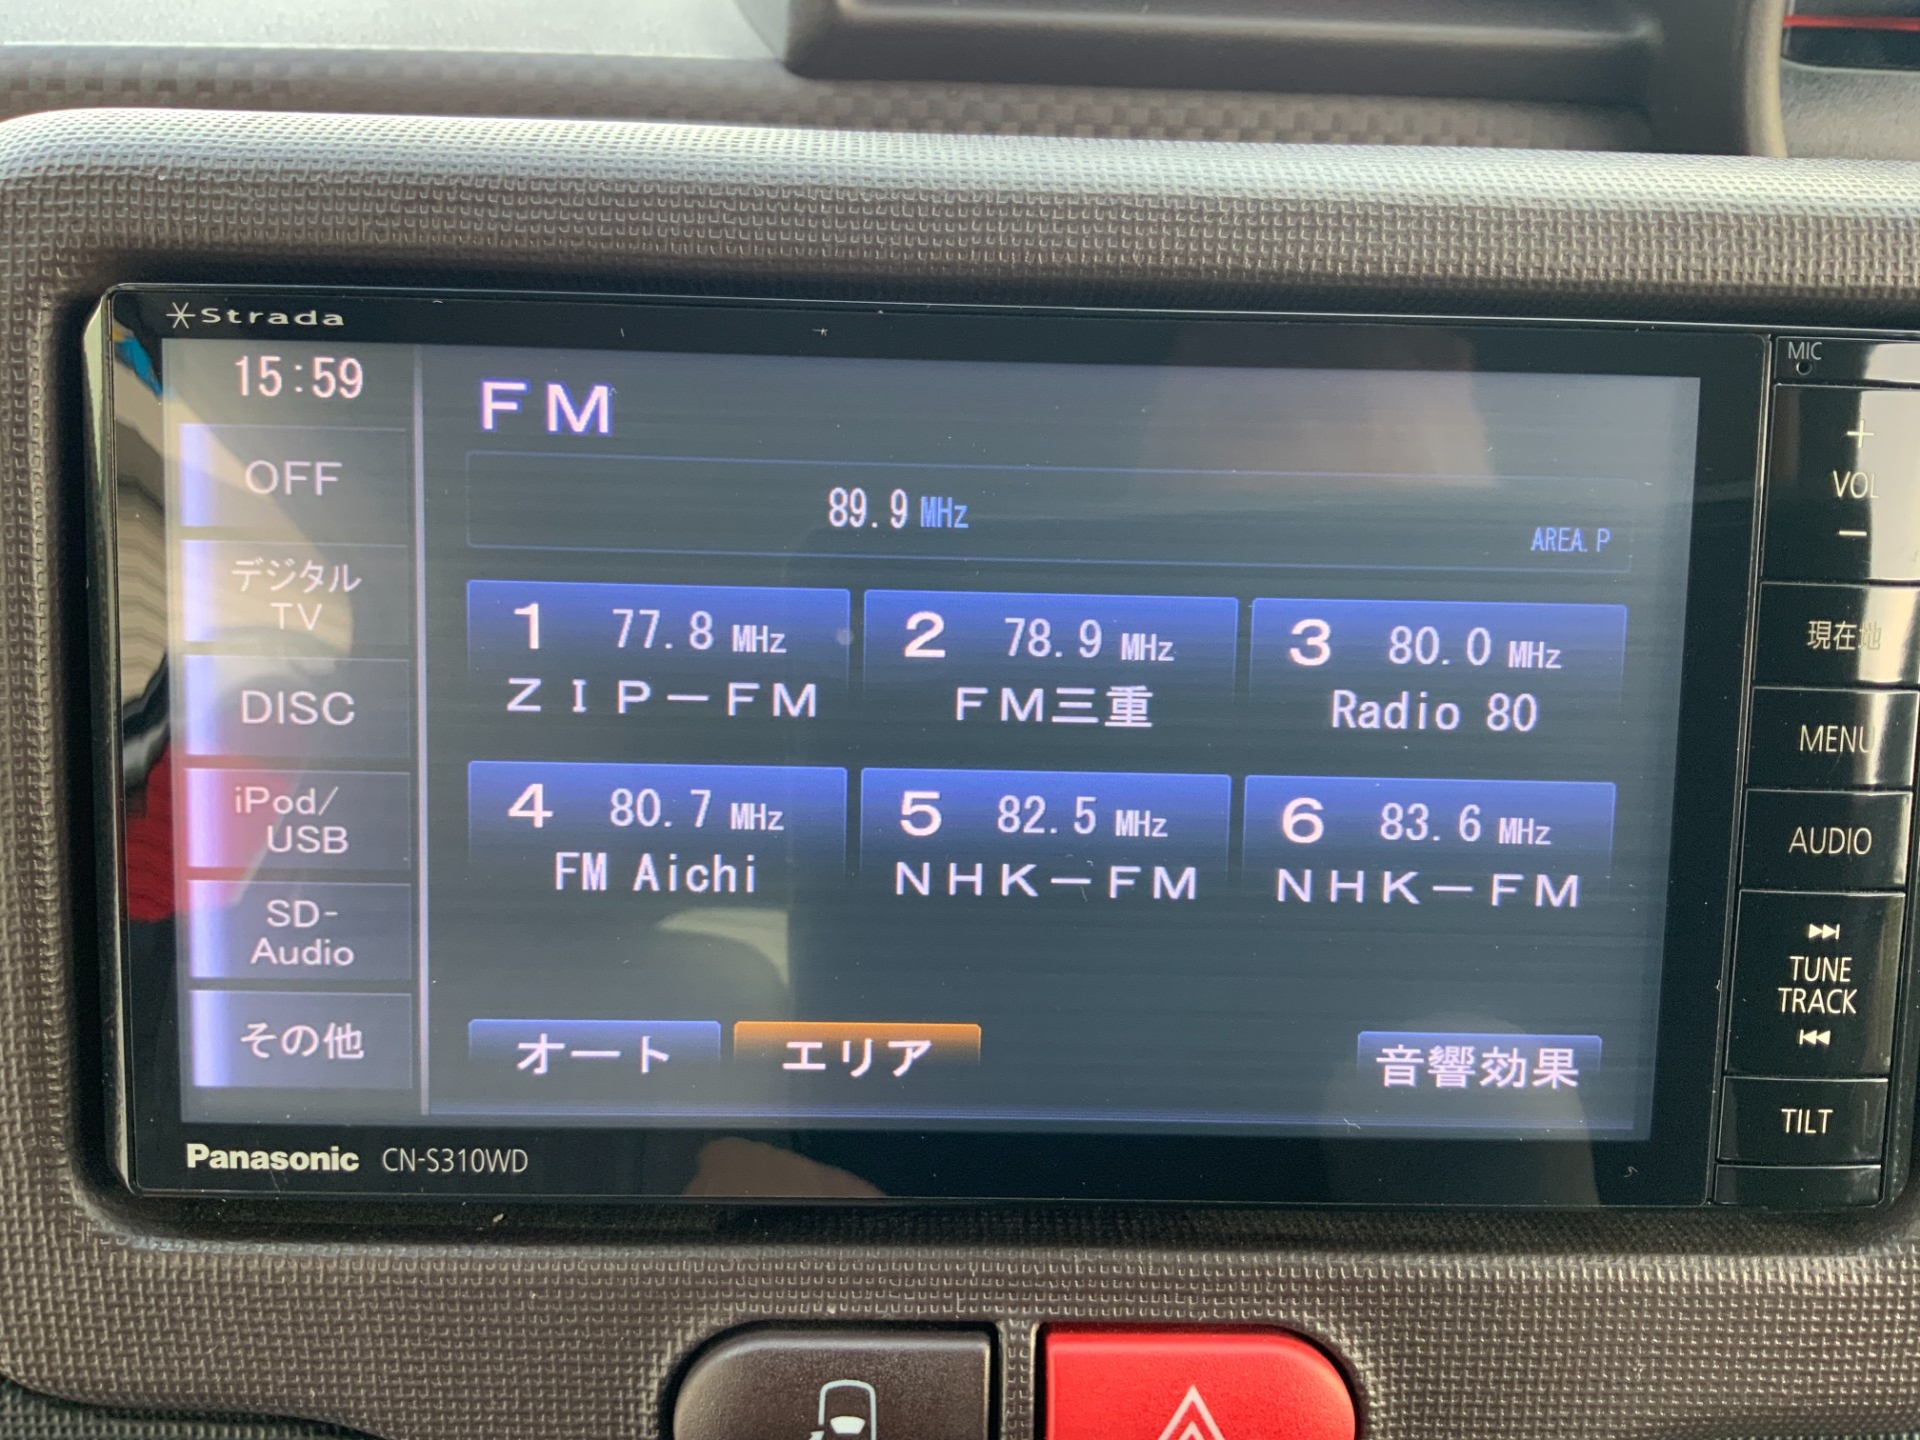 Strada
15:59
OFF
デジタル
TV
DISC
iPod/
USB
SD-
Audio
その他
FM
89.9 MHz
AREA. P
1 77.8 MHz
ZIP-FM
2 78.9 MHz
FM三重
3 80.0 MHz
Radio 80
4 80.7 MHz
FM Aichi
5 82.5 MHz
NHK-FM
6 83.6 MHz
NHK-FM
オート
エリア
音響効果
Panasonic CN-S310WD
MIC
+
VOL
-
現在地
MENU
AUDIO
TUNE
TRACK
TILT